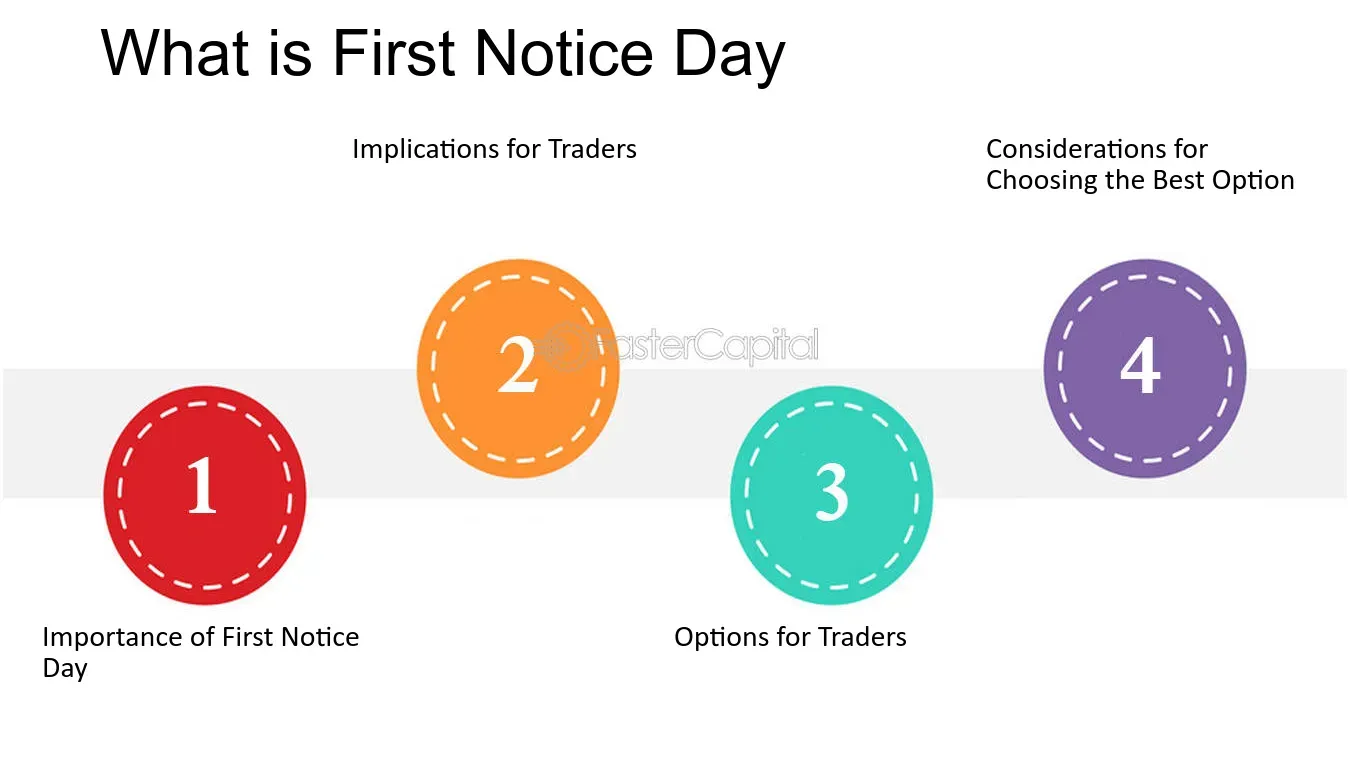 What is First Notice Day
Implications for Traders
Considerations for
Choosing the Best Option
2
FasterCapital
4
1
3
Importance of First Notice
Day
Options for Traders